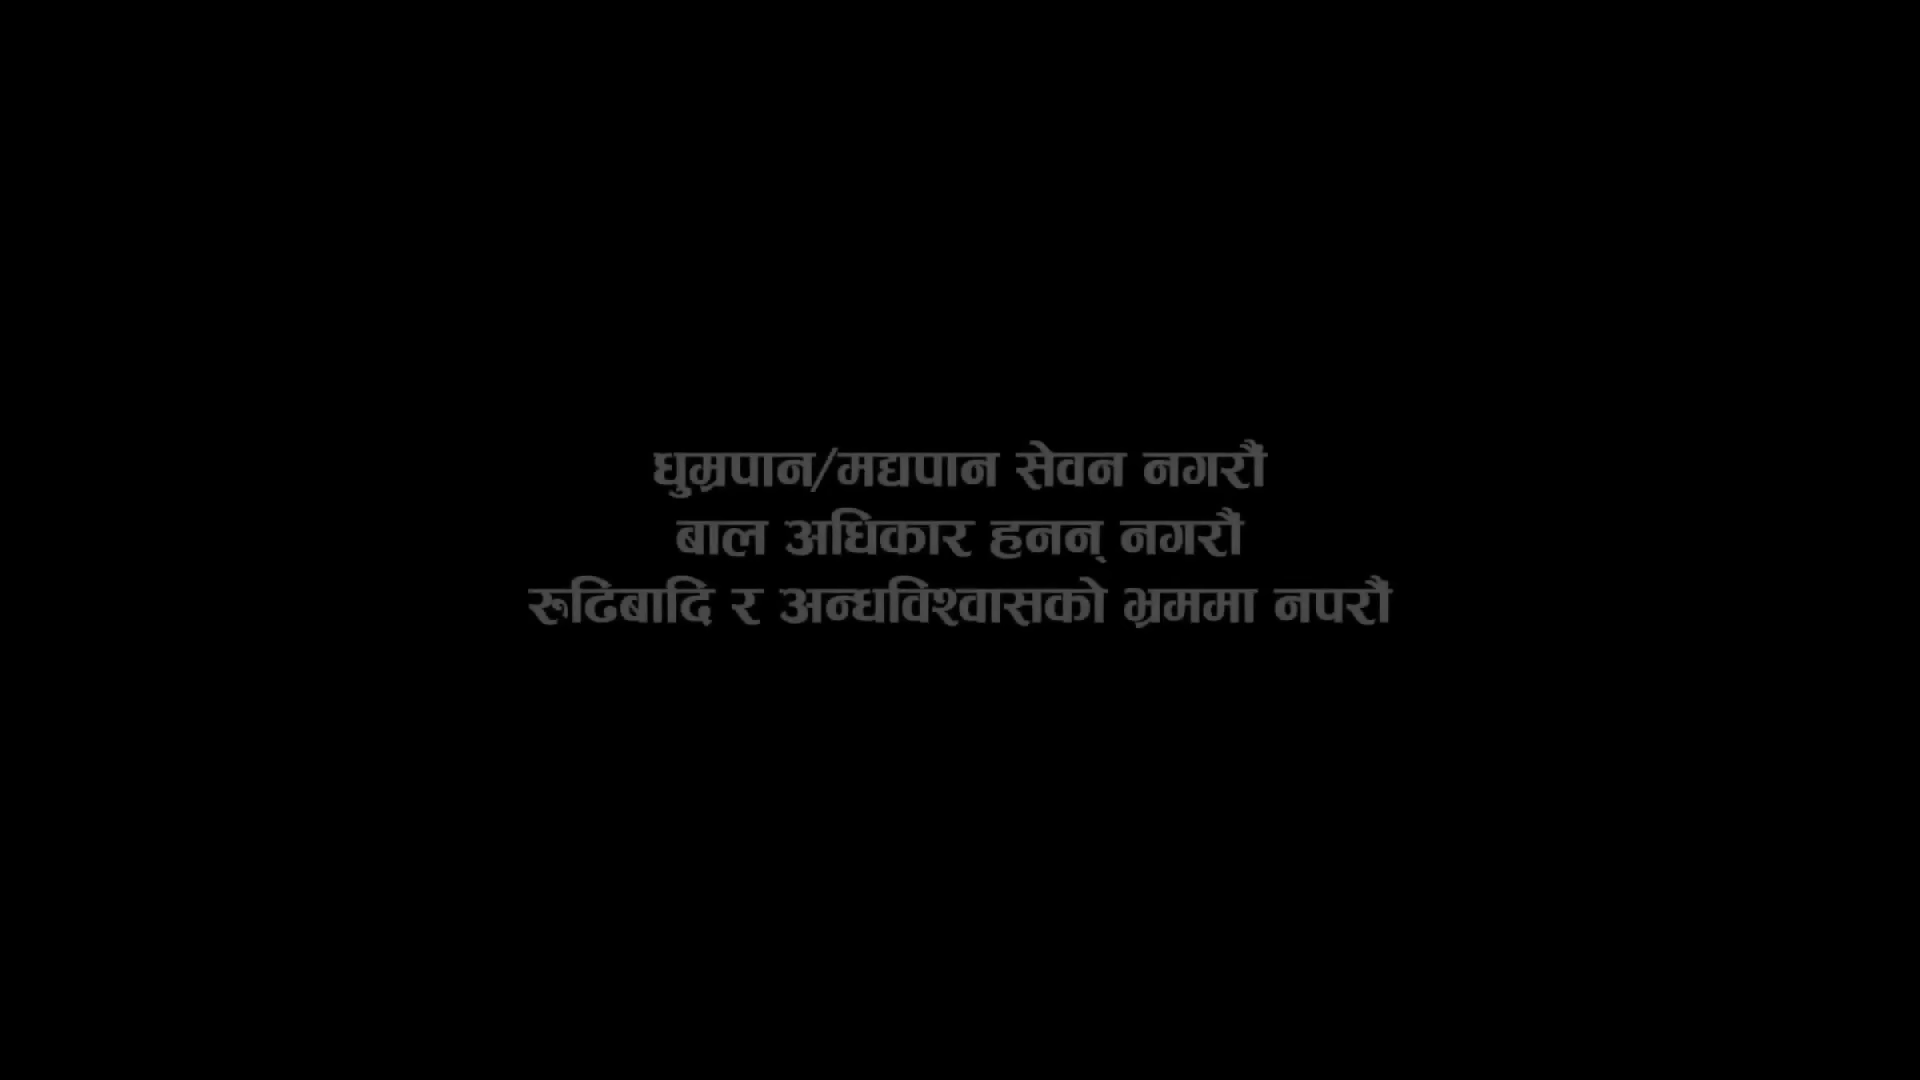 धुम्रपान/मद्यपान सेवन नगरौं
बाल अधिकार हनन् नगरौं
रुढिबादि र अन्धविश्वासको भ्रममा नपरौं